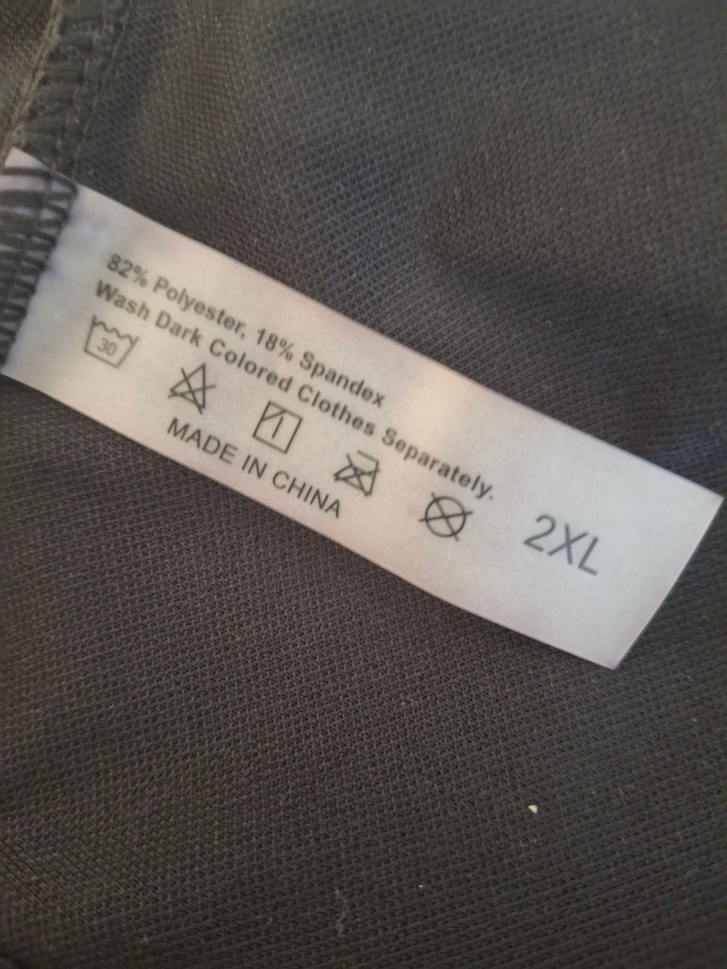 82% Polyester, 18% Spandex
Wash Dark Colored Clothes Separately.
30
MADE IN CHINA
2XL